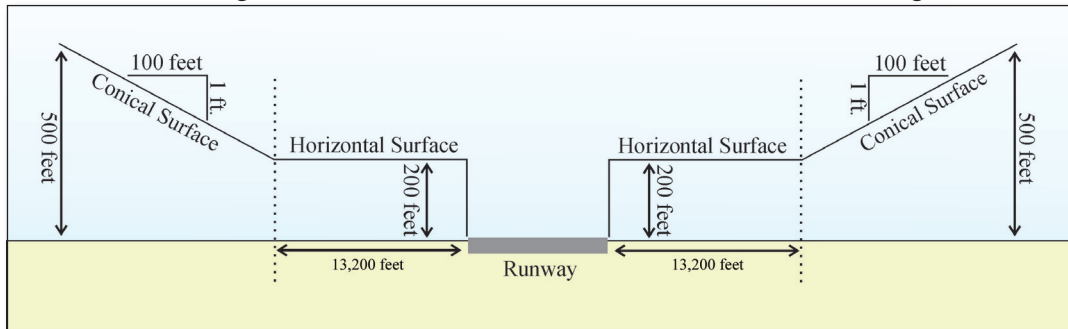 100 feet
1 ft.
Conical Surface
500 feet
Horizontal Surface
200 feet
13,200 feet
Runway
100 feet
1 ft.
Conical Surface
500 feet
Horizontal Surface
200 feet
13,200 feet